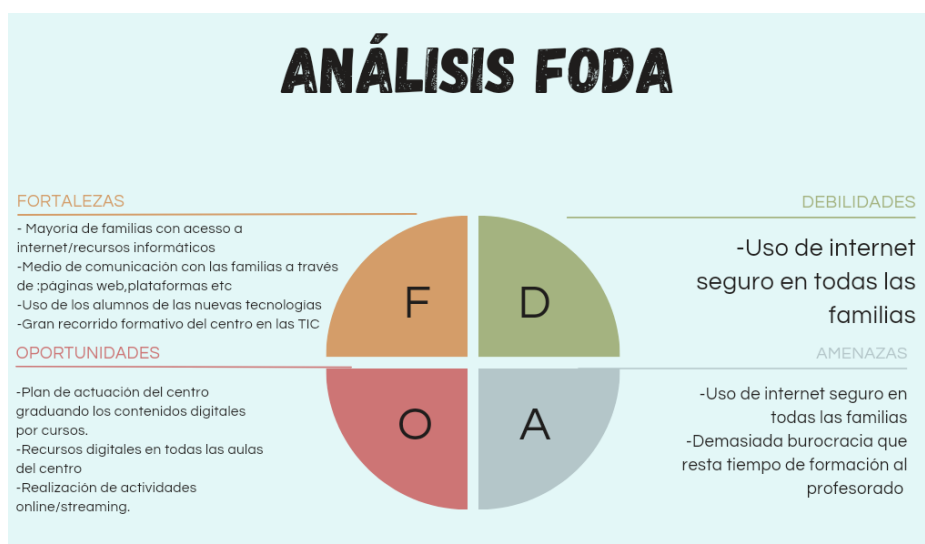 ANÁLISIS FODA
FORTALEZAS
- Mayoría de familias con acceso a
internet/recursos informáticos
-Medio de comunicación con las familias a través
de :páginas web,plataformas etc
-Uso de los alumnos de las nuevas tecnologías
-Gran recorrido formativo del centro en las TIC
DEBILIDADES
-Uso de internet
seguro en todas las
familias
F
D
OPORTUNIDADES
-Plan de actuación del centro
graduando los contenidos digitales
por cursos.
-Recursos digitales en todas las aulas
del centro
-Realización de actividades
online/streaming.
AMENAZAS
-Uso de internet seguro en
todas las familias
-Demasiada burocracia que
resta tiempo de formación al
profesorado
O
A